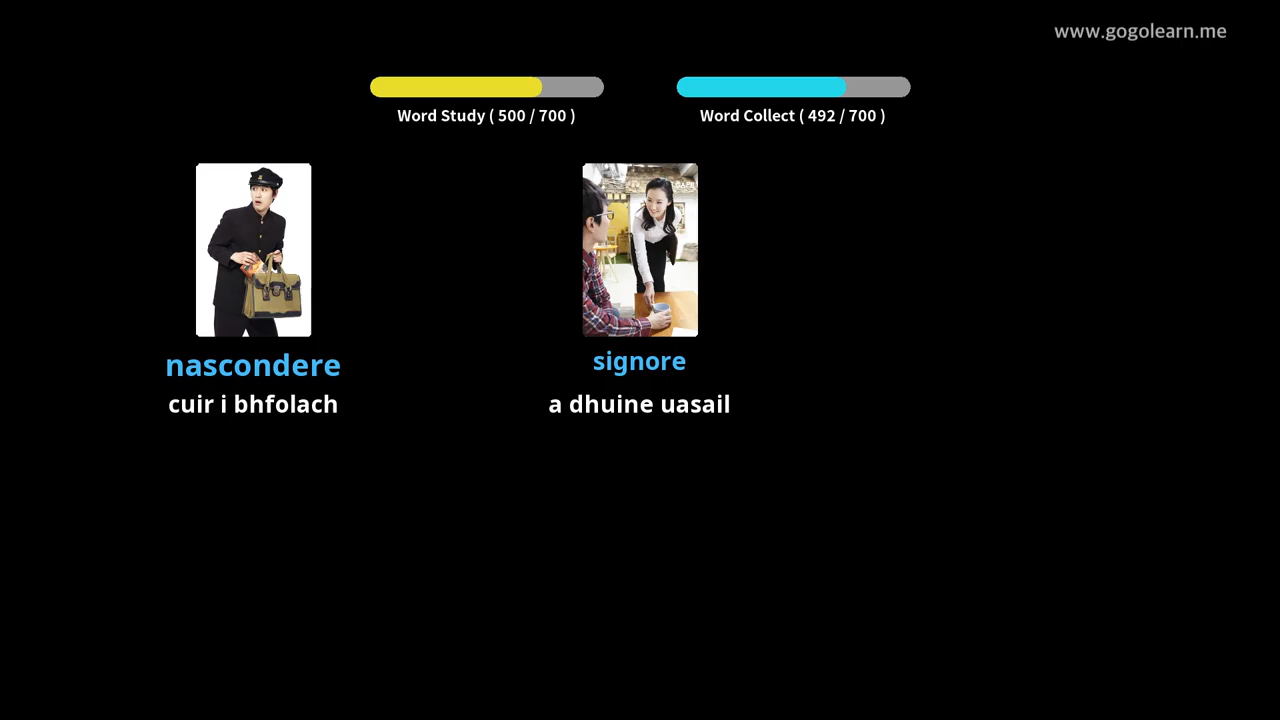 www.gogolearn.me
Word Study ( 500 / 700 )
Word Collect ( 492 / 700 )
nascondere
signore
cuir i bhfolach
a dhuine uasail